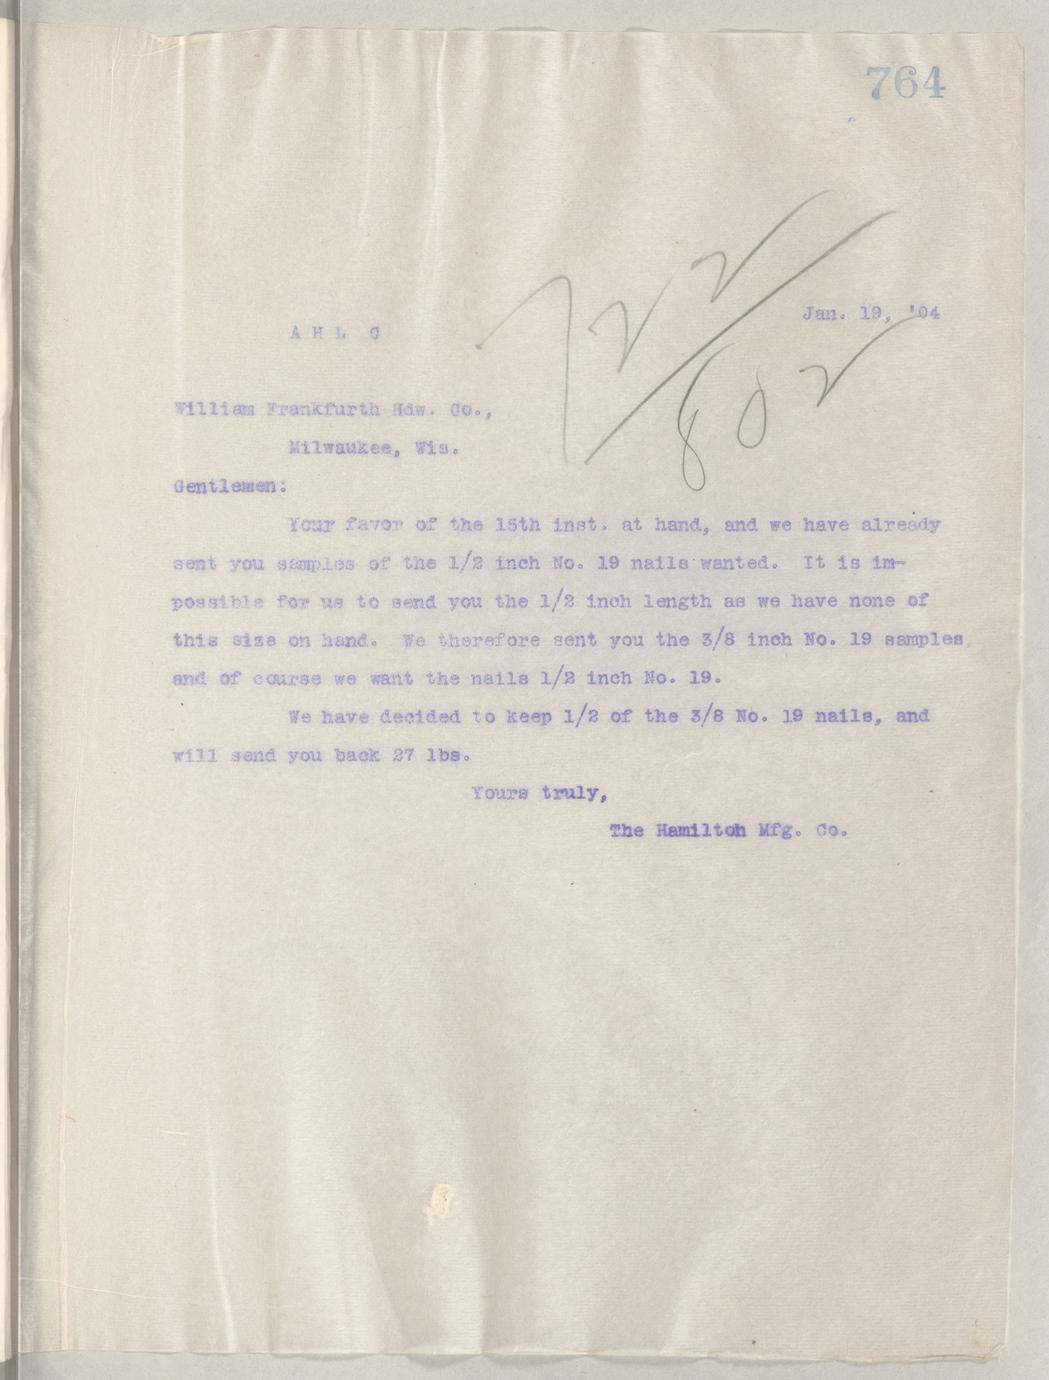 764
722/802
Jan. 19, '04
A H L C
William Frankfurth Hdw. Co.,
Milwaukee, Wis.
Gentlemen:
Your favor of the 15th inst. at hand, and we have already
sent you samples of the 1/2 inch No. 19 nails wanted. It is im-
possible for us to send you the 1/2 inch length as we have none of
this size on hand. We therefore sent you the 3/8 inch No. 19 samples,
and of course we want the nails 1/2 inch No. 19.
We have decided to keep 1/2 of the 3/8 No. 19 nails, and
will send you back 27 lbs.
Yours truly,
The Hamilton Mfg. Co.